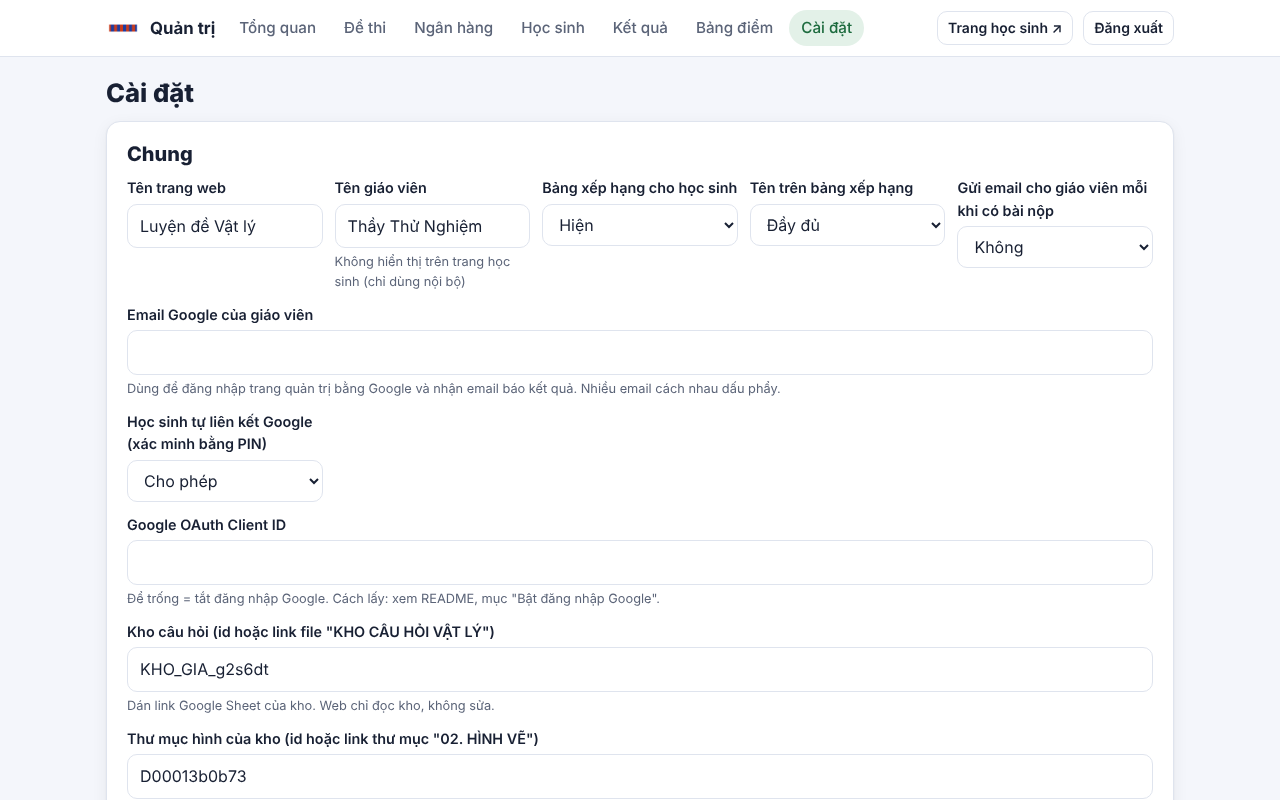 Quản trị
Tổng quan
Đề thi
Ngân hàng
Học sinh
Kết quả
Bảng điểm
Cài đặt
Trang học sinh ↗
Đăng xuất
Cài đặt
Chung
Tên trang web
Tên giáo viên
Bảng xếp hạng cho học sinh
Tên trên bảng xếp hạng
Gửi email cho giáo viên mỗi
khi có bài nộp
Luyện đề Vật lý
Thầy Thử Nghiệm
Hiện
Đầy đủ
Không
Không hiển thị trên trang học
sinh (chỉ dùng nội bộ)
Email Google của giáo viên
Dùng để đăng nhập trang quản trị bằng Google và nhận email báo kết quả. Nhiều email cách nhau dấu phẩy.
Học sinh tự liên kết Google
(xác minh bằng PIN)
Cho phép
Google OAuth Client ID
Để trống = tắt đăng nhập Google. Cách lấy: xem README, mục "Bật đăng nhập Google".
Kho câu hỏi (id hoặc link file "KHO CÂU HỎI VẬT LÝ")
KHO_GIA_g2s6dt
Dán link Google Sheet của kho. Web chỉ đọc kho, không sửa.
Thư mục hình của kho (id hoặc link thư mục "02. HÌNH VẼ")
D00013b0b73